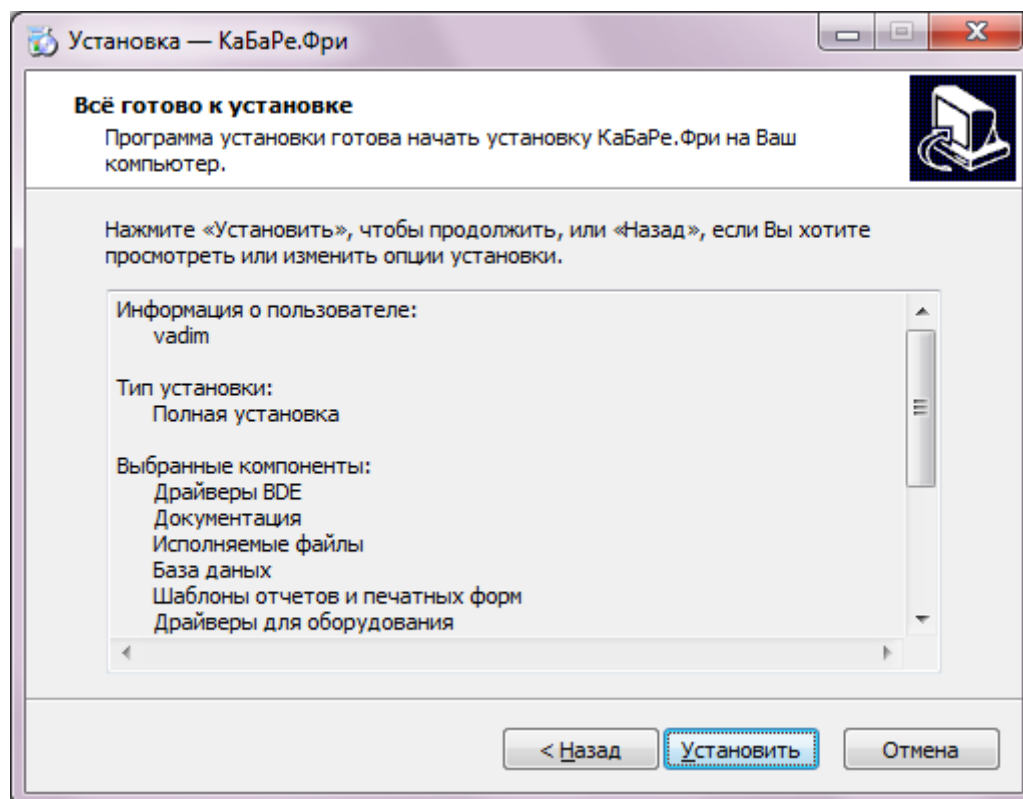 Установка — КаБаРе.Фри
Всё готово к установке
Программа установки готова начать установку КаБаРе.Фри на Ваш
компьютер.
Нажмите «Установить», чтобы продолжить, или «Назад», если Вы хотите
просмотреть или изменить опции установки.
Информация о пользователе:
vadim
Тип установки:
Полная установка
Выбранные компоненты:
Драйверы BDE
Документация
Исполняемые файлы
База даных
Шаблоны отчетов и печатных форм
Драйверы для оборудования
< Назад
Установить
Отмена